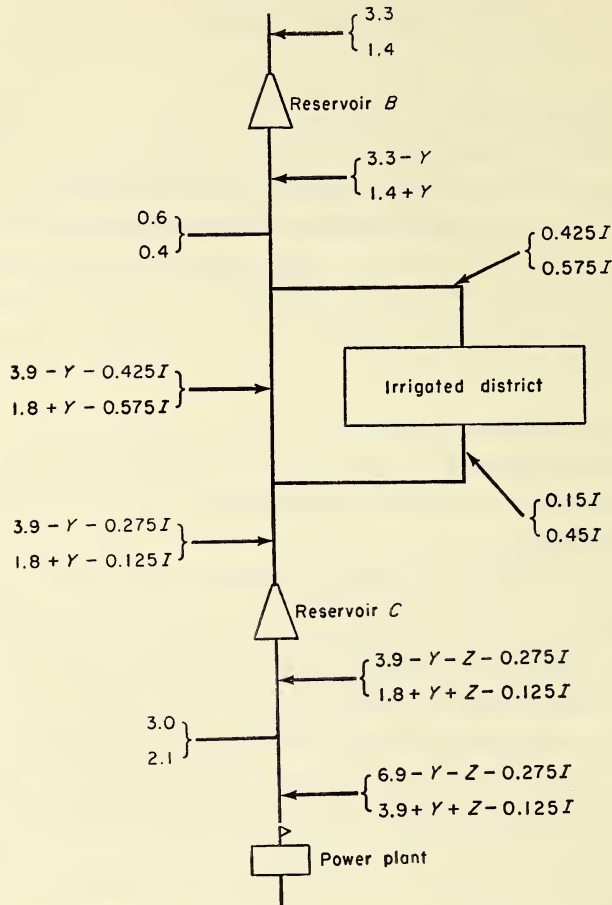 3.3
1.4
Reservoir B
3.3 – Y
1.4 + Y
0.6
0.4
0.425I
0.575I
3.9 – Y – 0.425I
1.8 + Y – 0.575I
Irrigated district
0.15I
0.45I
3.9 – Y – 0.275I
1.8 + Y – 0.125I
Reservoir C
3.9 – Y – Z – 0.275I
1.8 + Y + Z – 0.125I
3.0
2.1
6.9 – Y – Z – 0.275I
3.9 + Y + Z – 0.125I
Power plant